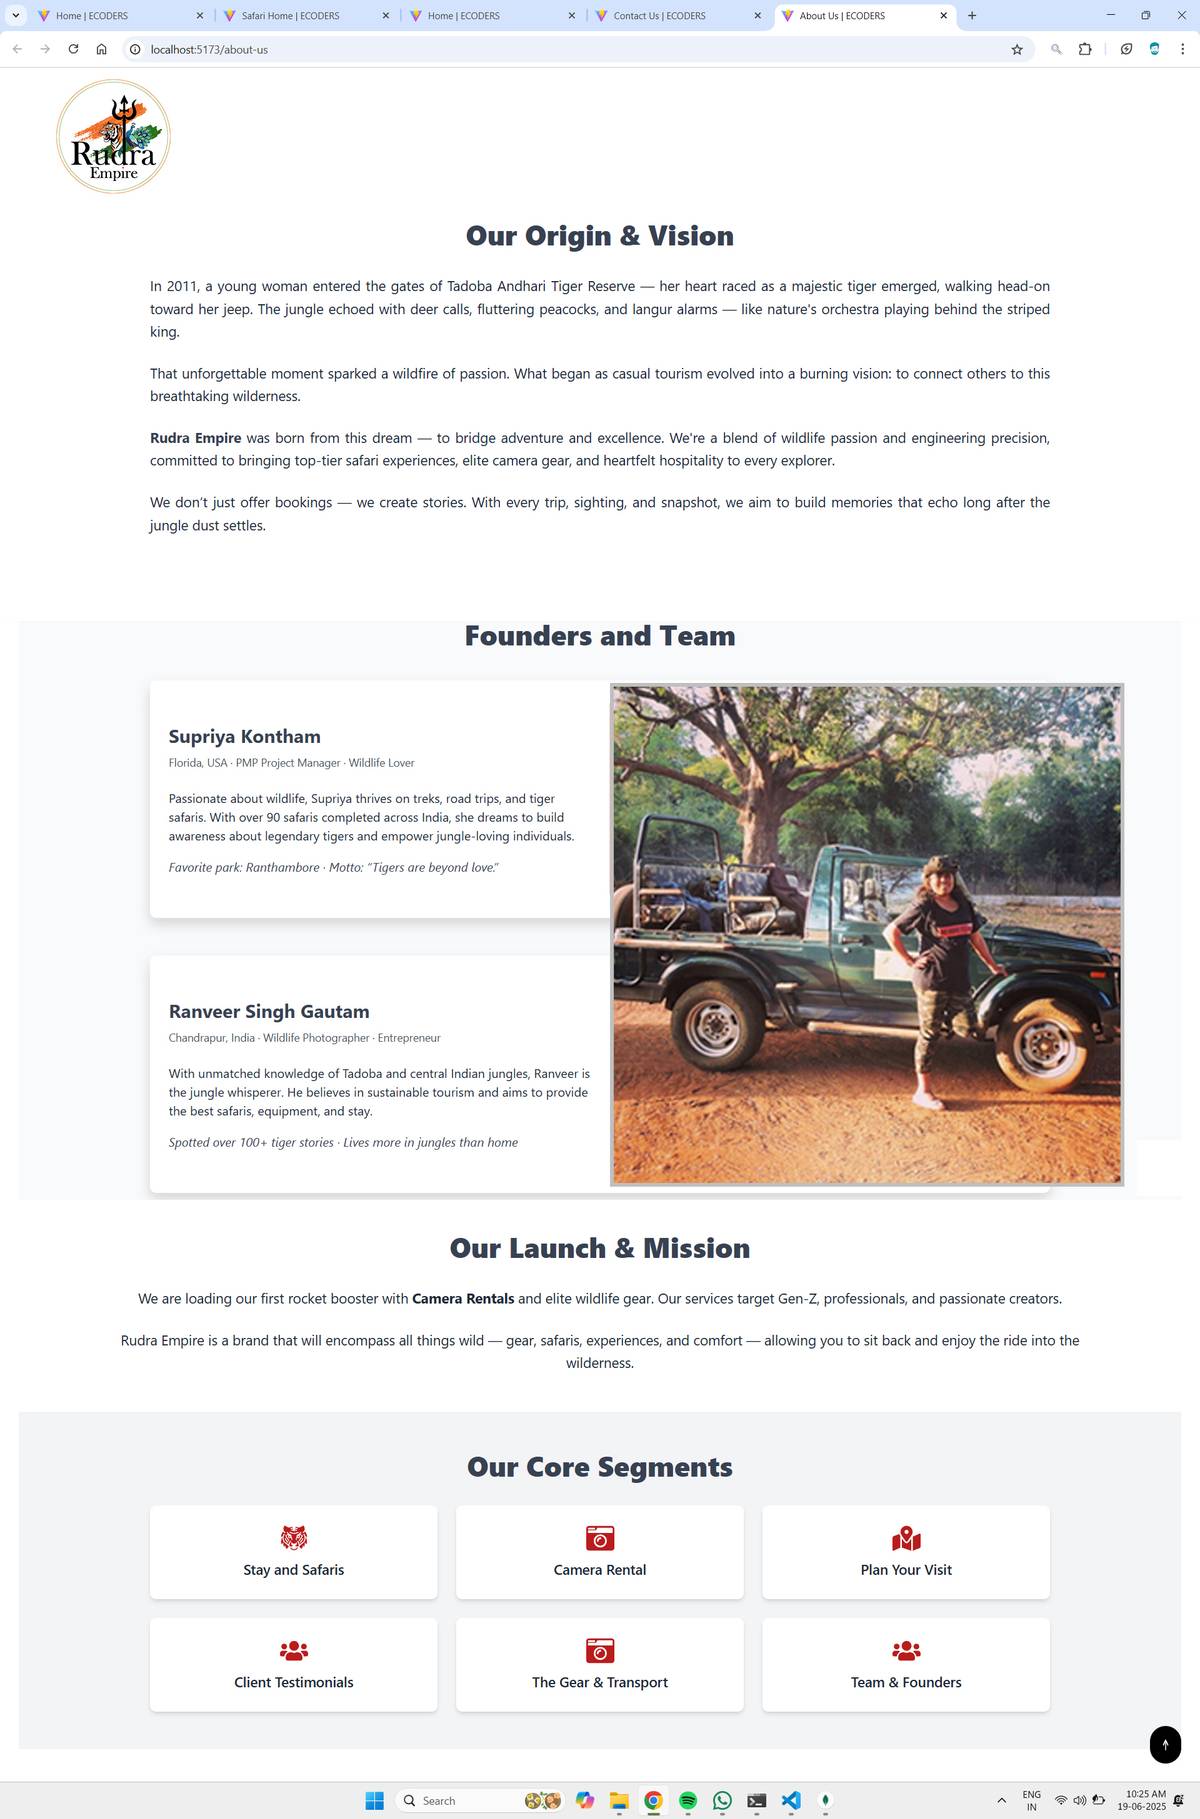 Home | ECODERS
Safari Home | ECODERS
Home | ECODERS
Contact Us | ECODERS
About Us | ECODERS
localhost:5173/about-us
Rudra
Empire
Our Origin & Vision
In 2011, a young woman entered the gates of Tadoba Andhari Tiger Reserve — her heart raced as a majestic tiger emerged, walking head-on
toward her jeep. The jungle echoed with deer calls, fluttering peacocks, and langur alarms — like nature's orchestra playing behind the striped
king.
That unforgettable moment sparked a wildfire of passion. What began as casual tourism evolved into a burning vision: to connect others to this
breathtaking wilderness.
Rudra Empire was born from this dream — to bridge adventure and excellence. We're a blend of wildlife passion and engineering precision,
committed to bringing top-tier safari experiences, elite camera gear, and heartfelt hospitality to every explorer.
We don't just offer bookings — we create stories. With every trip, sighting, and snapshot, we aim to build memories that echo long after the
jungle dust settles.
Founders and Team
Supriya Kontham
Florida, USA · PMP Project Manager · Wildlife Lover
Passionate about wildlife, Supriya thrives on treks, road trips, and tiger
safaris. With over 90 safaris completed across India, she dreams to build
awareness about legendary tigers and empower jungle-loving individuals.
Favorite park: Ranthambore · Motto: "Tigers are beyond love."
Ranveer Singh Gautam
Chandrapur, India · Wildlife Photographer · Entrepreneur
With unmatched knowledge of Tadoba and central Indian jungles, Ranveer is
the jungle whisperer. He believes in sustainable tourism and aims to provide
the best safaris, equipment, and stay.
Spotted over 100+ tiger stories · Lives more in jungles than home
Our Launch & Mission
We are loading our first rocket booster with Camera Rentals and elite wildlife gear. Our services target Gen-Z, professionals, and passionate creators.
Rudra Empire is a brand that will encompass all things wild — gear, safaris, experiences, and comfort — allowing you to sit back and enjoy the ride into the
wilderness.
Our Core Segments
Stay and Safaris
Camera Rental
Plan Your Visit
Client Testimonials
The Gear & Transport
Team & Founders
Search
ENG
IN
10:25 AM
19-06-2025